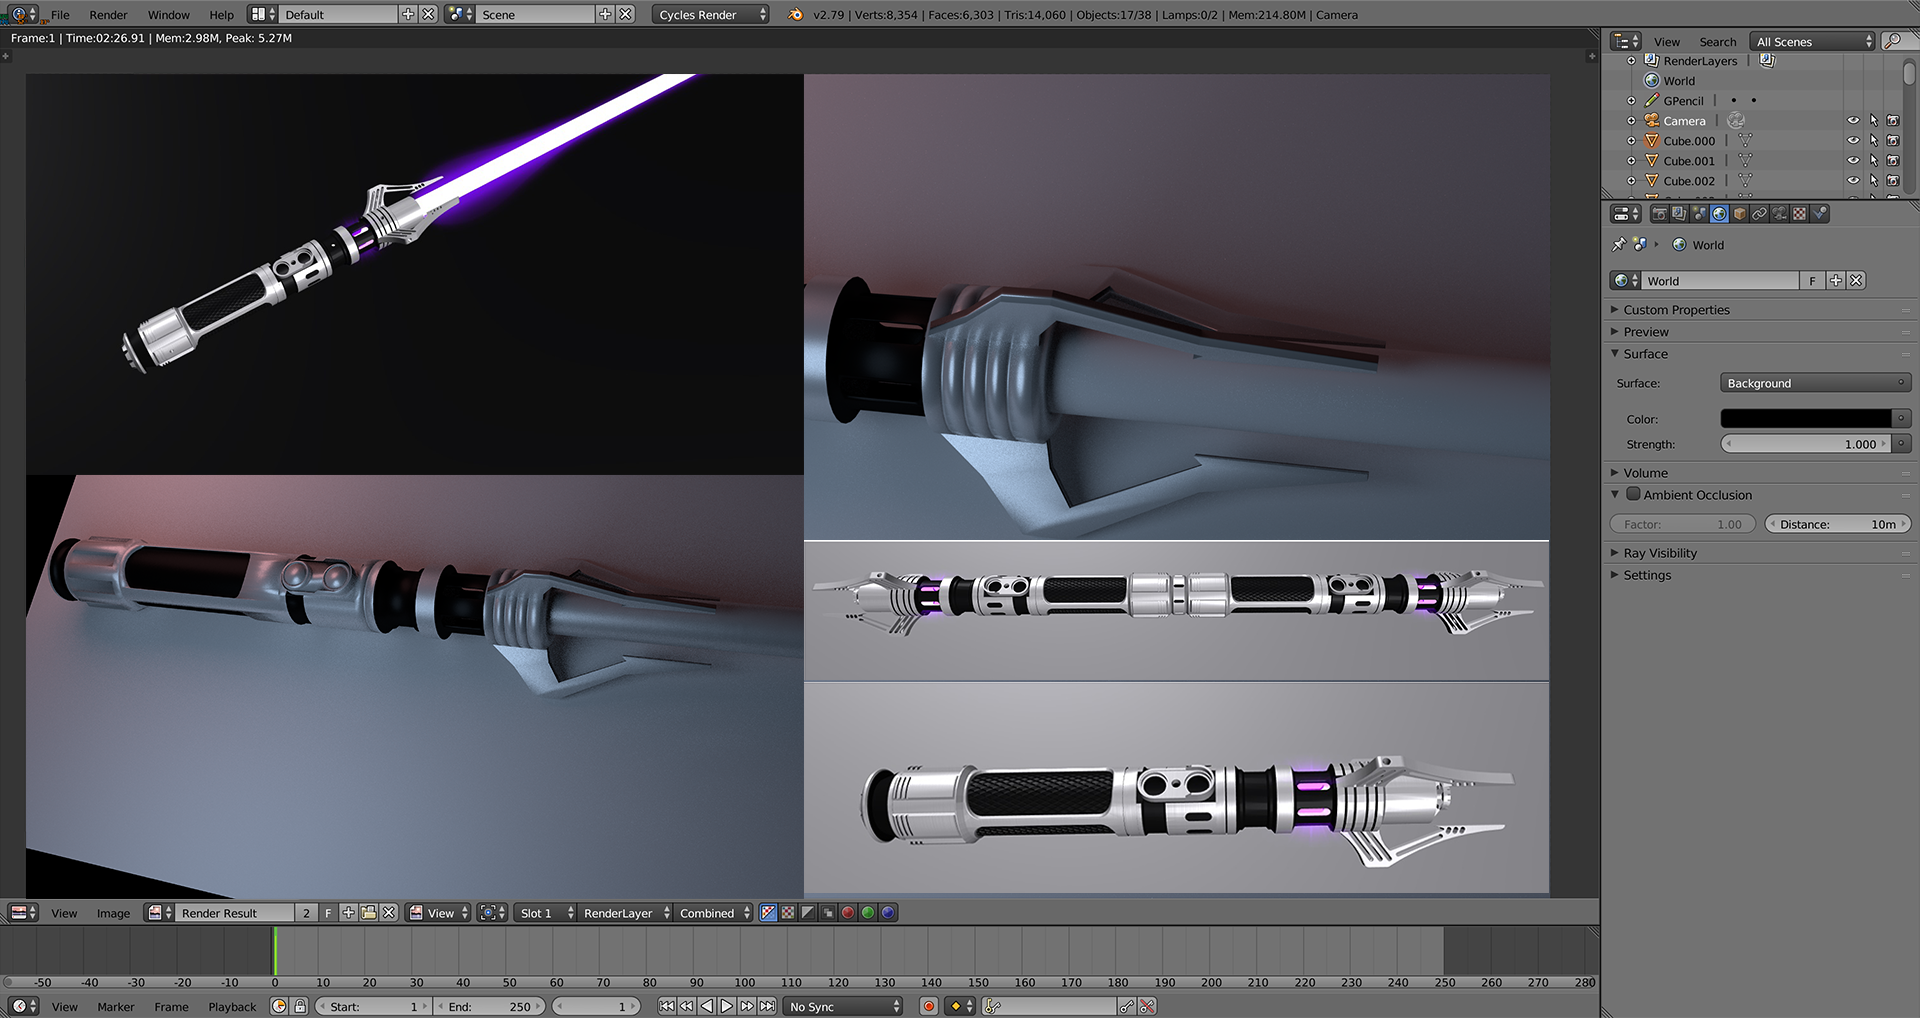 File Render Window Help Default Scene Cycles Render v2.79 | Verts:8,354 | Faces:6,303 | Tris:14,060 | Objects:17/38 | Lamps:0/2 | Mem:214.80M | Camera
Frame:1 | Time:02:26.91 | Mem:2.98M, Peak: 5.27M
View Search All Scenes
RenderLayers |
World
GPencil |
Camera |
Cube.000 |
Cube.001 |
Cube.002 |
World
World F
Custom Properties
Preview
Surface
Surface: Background
Color:
Strength: 1.000
Volume
Ambient Occlusion
Factor: 1.00 Distance: 10m
Ray Visibility
Settings
View Image Render Result 2 F View Slot 1 RenderLayer Combined
-50 -40 -30 -20 -10 0 10 20 30 40 50 60 70 80 90 100 110 120 130 140 150 160 170 180 190 200 210 220 230 240 250 260 270 280
View Marker Frame Playback Start: 1 End: 250 1 No Sync